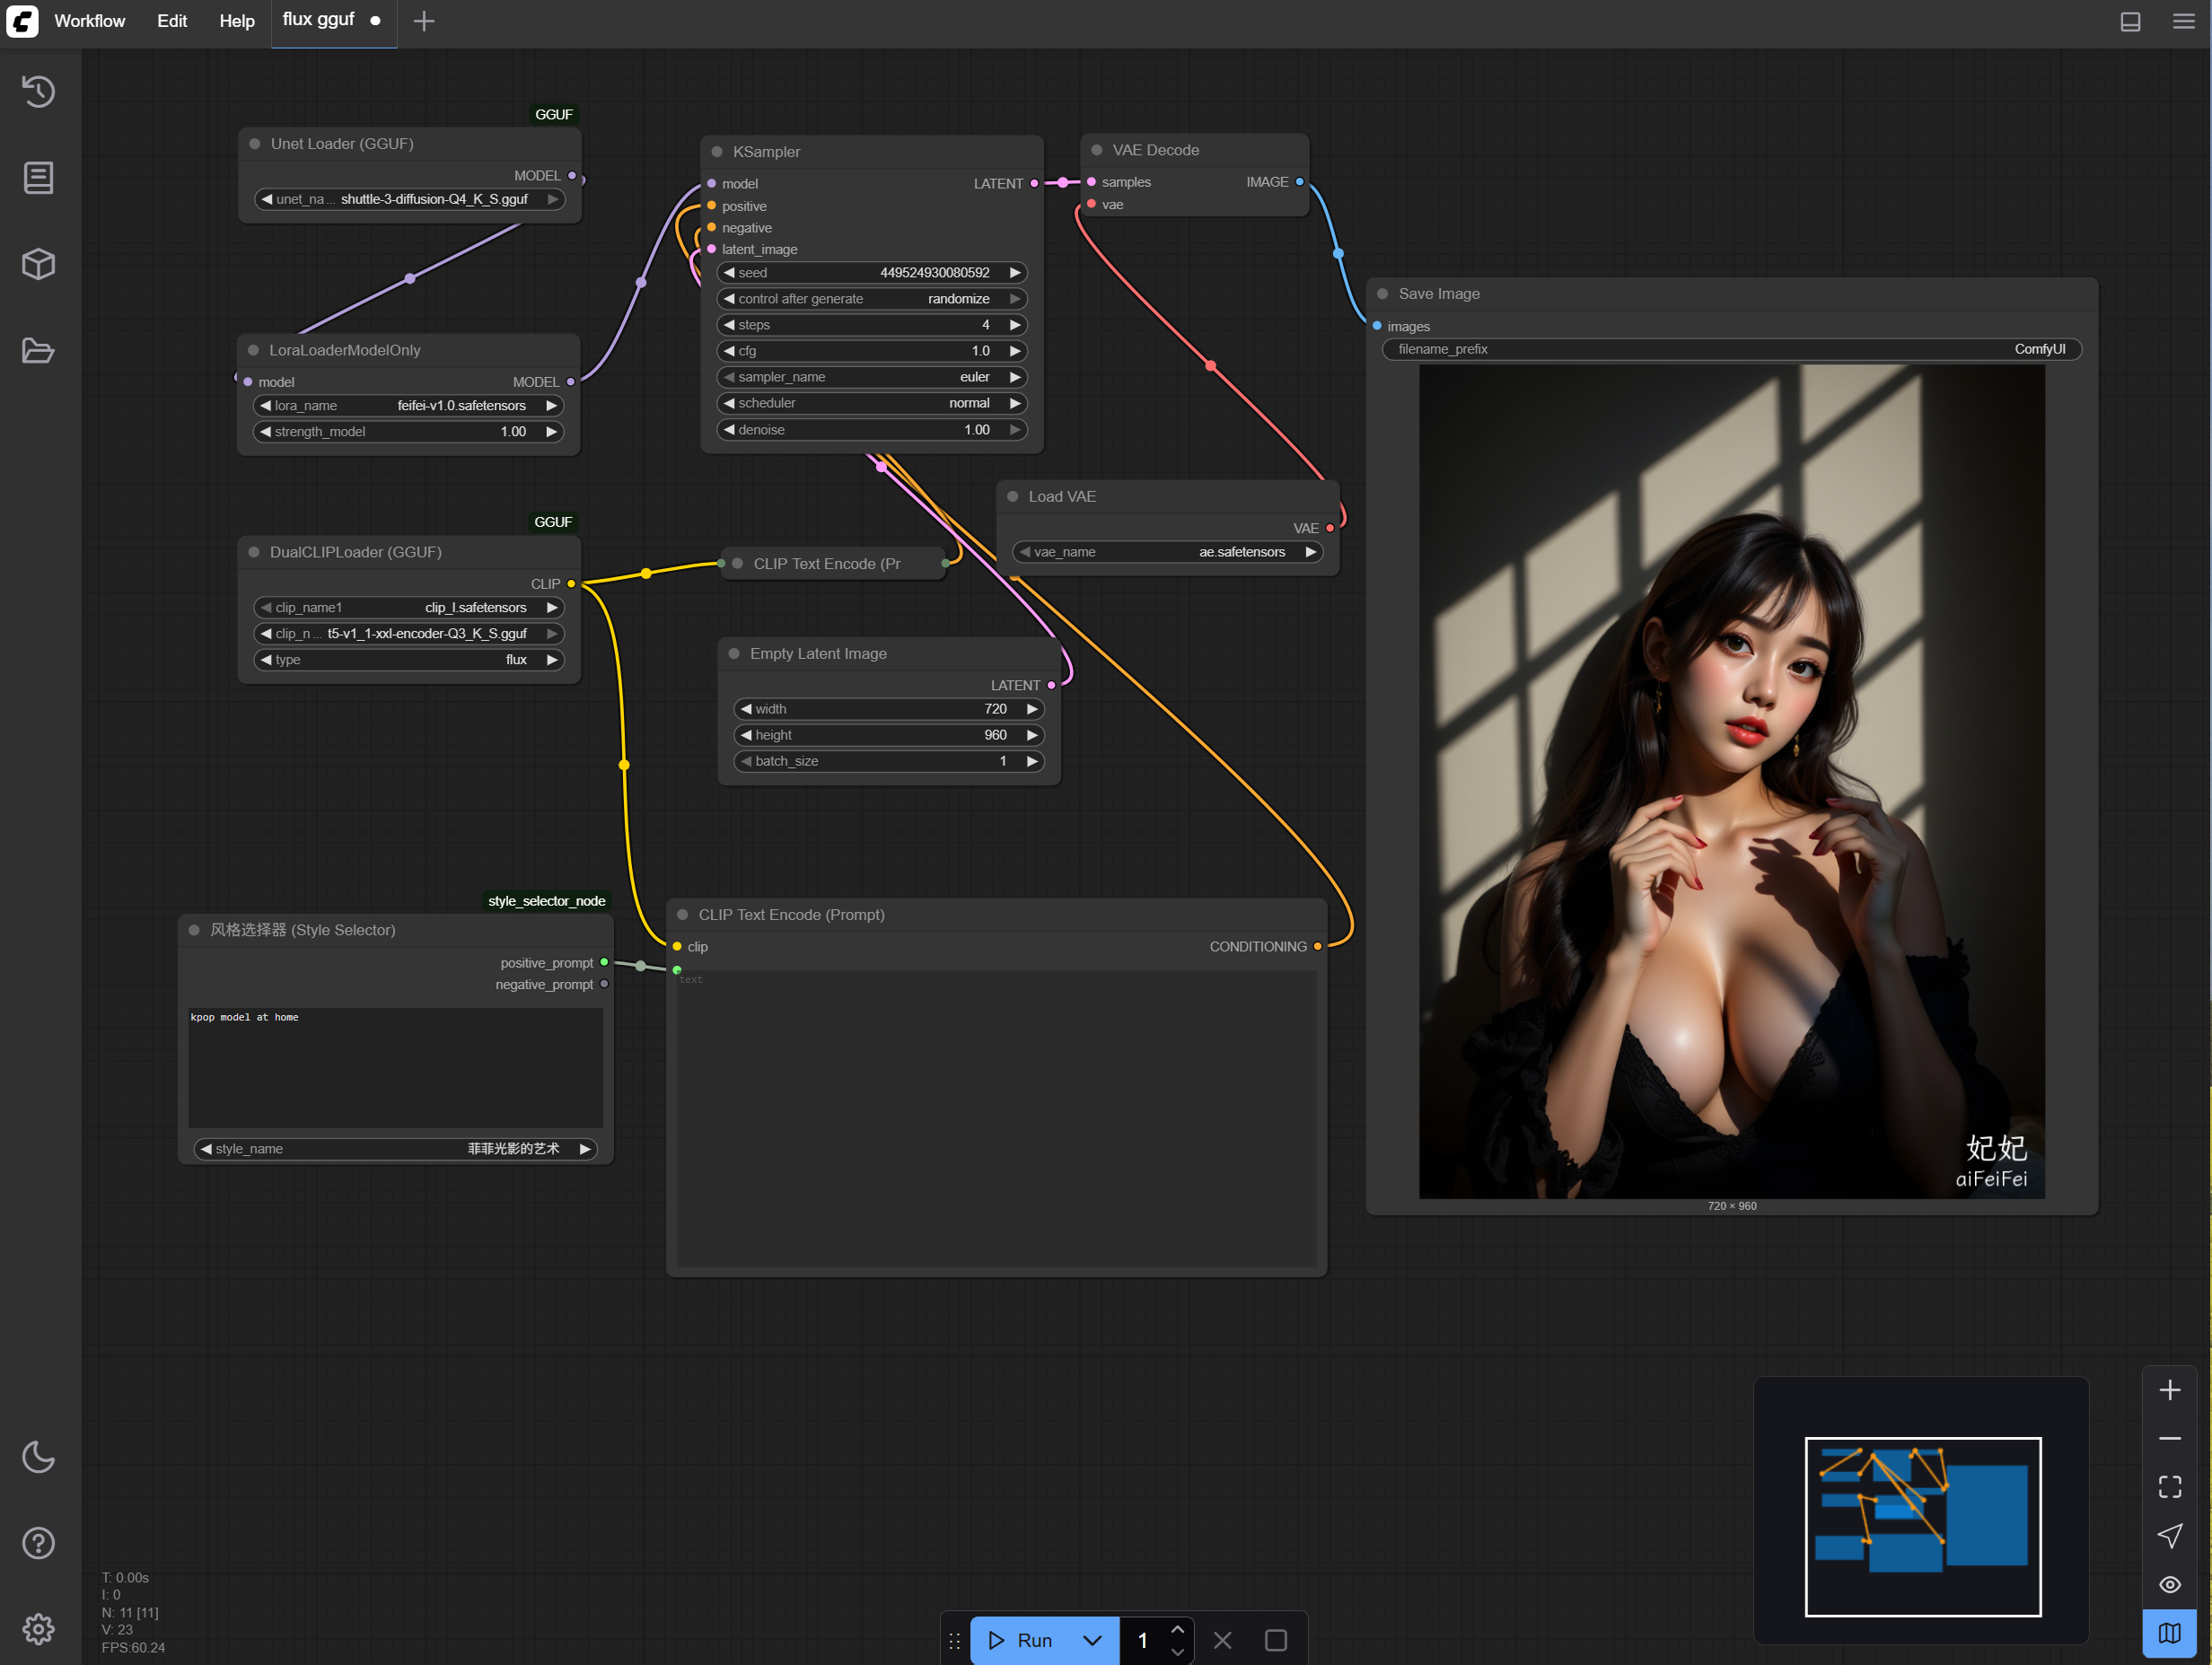 Workflow Edit Help flux gguf
GGUF
Unet Loader (GGUF)
MODEL
unet_na... shuttle-3-diffusion-Q4_K_S.gguf
LoraLoaderModelOnly
model MODEL
lora_name feifei-v1.0.safetensors
strength_model 1.00
GGUF
DualCLIPLoader (GGUF)
CLIP
clip_name1 clip_l.safetensors
clip_n... t5-v1_1-xxl-encoder-Q3_K_S.gguf
type flux
style_selector_node
风格选择器 (Style Selector)
positive_prompt
negative_prompt
kpop model at home
style_name 菲菲光影的艺术
KSampler
model LATENT
positive
negative
latent_image
seed 449524930080592
control after generate randomize
steps 4
cfg 1.0
sampler_name euler
scheduler normal
denoise 1.00
VAE Decode
samples IMAGE
vae
Load VAE
VAE
vae_name ae.safetensors
CLIP Text Encode (Pr
Empty Latent Image
LATENT
width 720
height 960
batch_size 1
CLIP Text Encode (Prompt)
clip CONDITIONING
text
Save Image
images
filename_prefix ComfyUI
妃妃
aiFeiFei
720 × 960
T: 0.00s
I: 0
N: 11 [11]
V: 23
FPS:60.24
Run 1